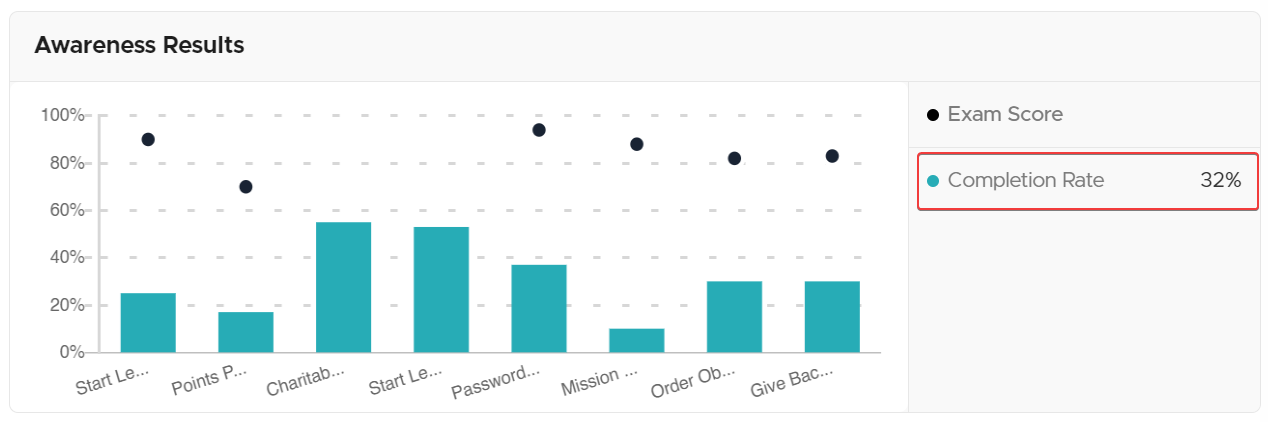 Awareness Results
100%
80%
60%
40%
20%
0%
Start Le...
Points P...
Charitab...
Start Le...
Password...
Mission ...
Order Ob...
Give Bac...
Exam Score
Completion Rate 32%